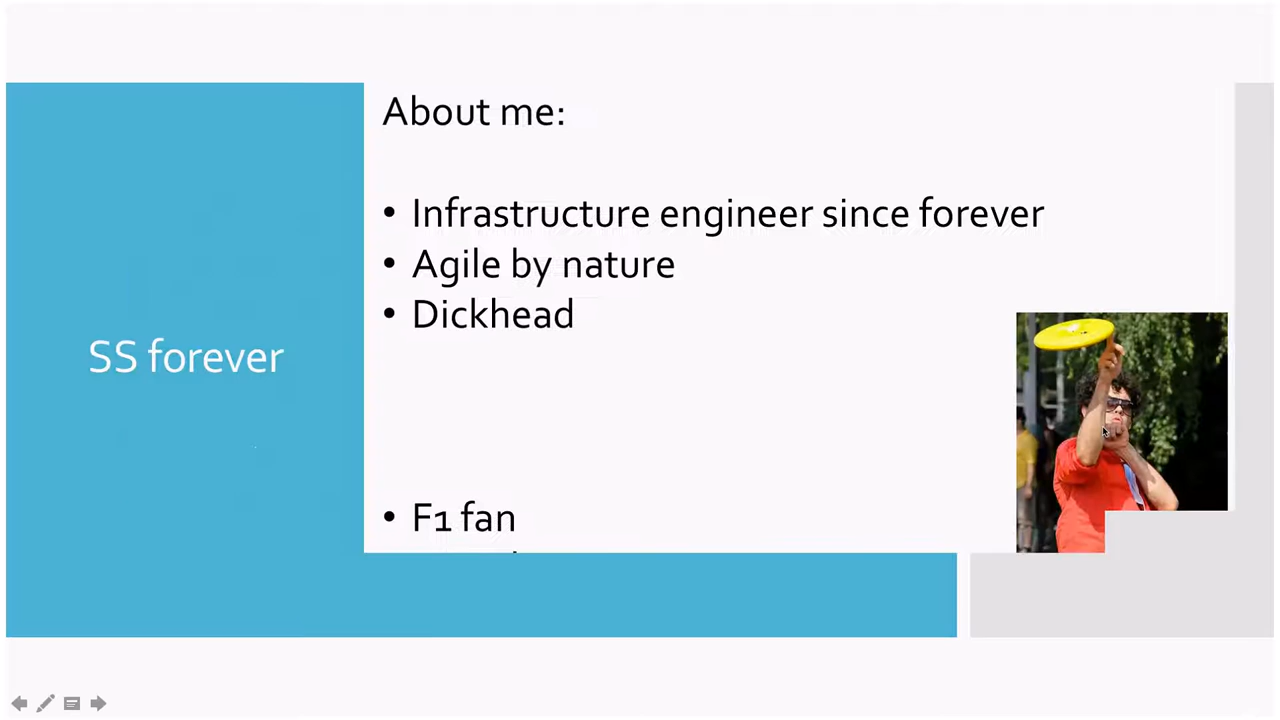 About me:
• Infrastructure engineer since forever
• Agile by nature
• Dickhead
SS forever
• F1 fan